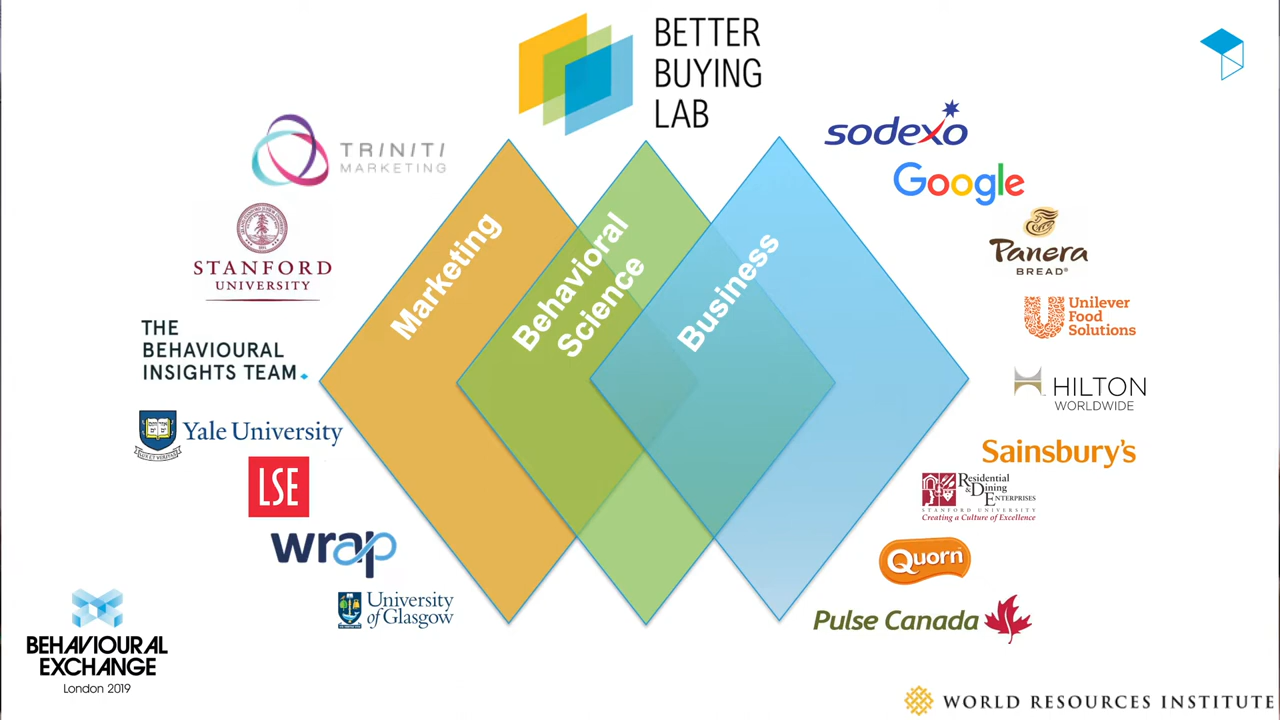 BETTER
BUYING
LAB
TRINITI
MARKETING
STANFORD
UNIVERSITY
THE
BEHAVIOURAL
INSIGHTS TEAM
Yale University
LSE
wrap
University
of Glasgow
Marketing
Behavioral
Science
Business
sodexo
Google
Panera
BREAD®
Unilever
Food
Solutions
HILTON
WORLDWIDE
Sainsbury's
Residential
& Dining
Enterprises
STANFORD UNIVERSITY
Creating a Culture of Excellence
Quorn
Pulse Canada
BEHAVIOURAL
EXCHANGE
London 2019
WORLD RESOURCES INSTITUTE